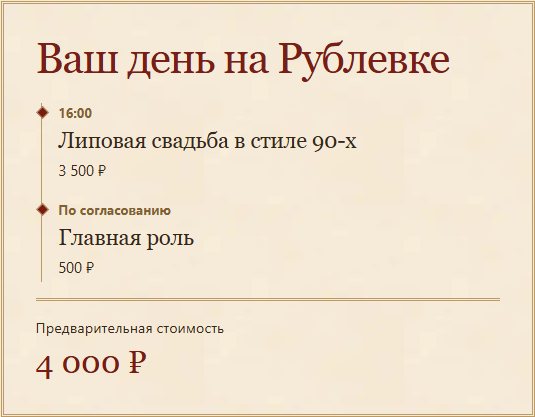 Ваш день на Рублевке
16:00
Липовая свадьба в стиле 90-х
3 500 ₽
По согласованию
Главная роль
500 ₽
Предварительная стоимость
4 000 ₽